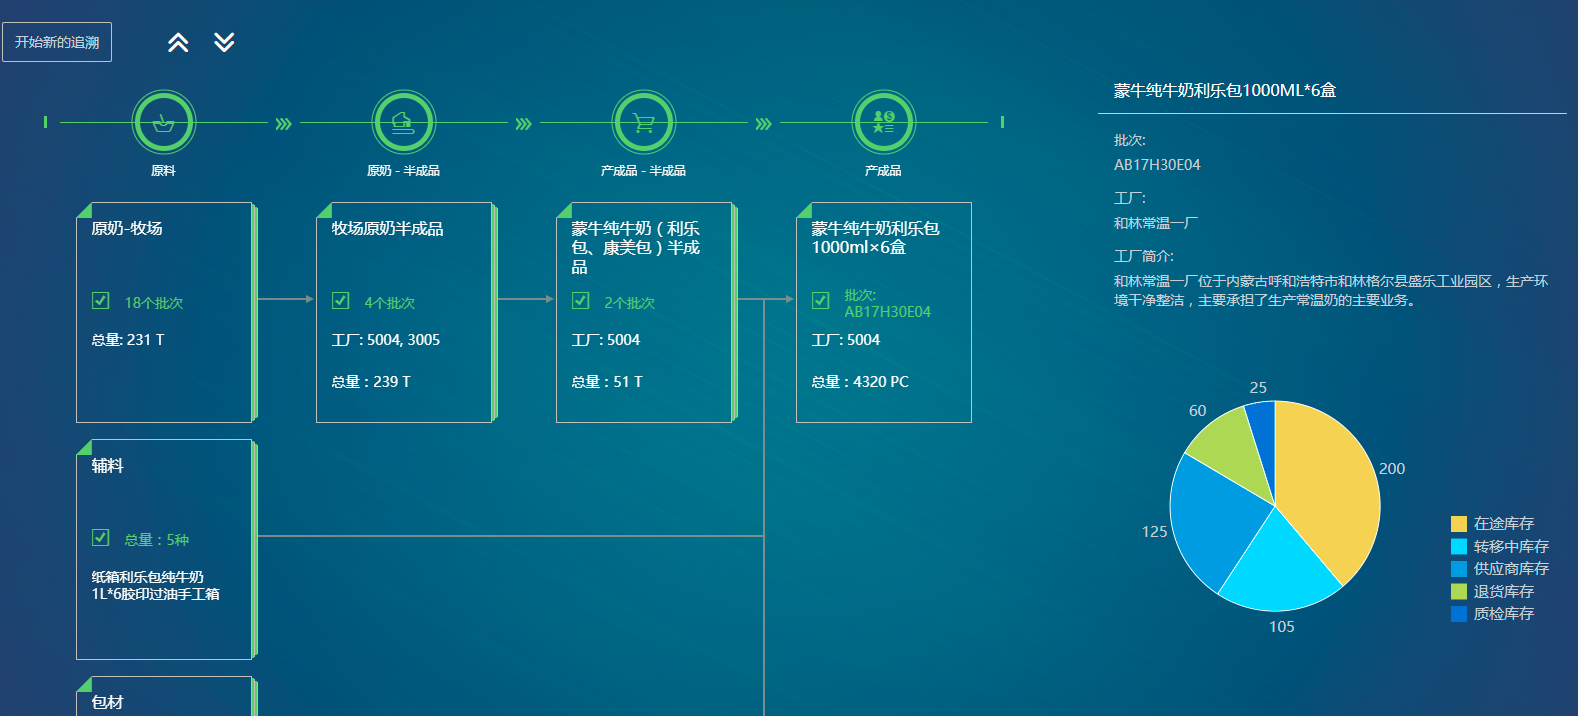 开始新的追溯
原料
原奶 - 半成品
产成品 - 半成品
产成品
原奶-牧场
18个批次
总量: 231 T
牧场原奶半成品
4个批次
工厂: 5004, 3005
总量：239 T
蒙牛纯牛奶（利乐
包、康美包）半成
品
2个批次
工厂: 5004
总量：51 T
蒙牛纯牛奶利乐包
1000ml×6盒
批次:
AB17H30E04
工厂: 5004
总量：4320 PC
辅料
总量：5种
纸箱利乐包纯牛奶
1L*6胶印过油手工箱
包材
蒙牛纯牛奶利乐包1000ML*6盒
批次:
AB17H30E04
工厂:
和林常温一厂
工厂简介:
和林常温一厂位于内蒙古呼和浩特市和林格尔县盛乐工业园区，生产环
境干净整洁，主要承担了生产常温奶的主要业务。
25
60
200
125
105
在途库存
转移中库存
供应商库存
退货库存
质检库存